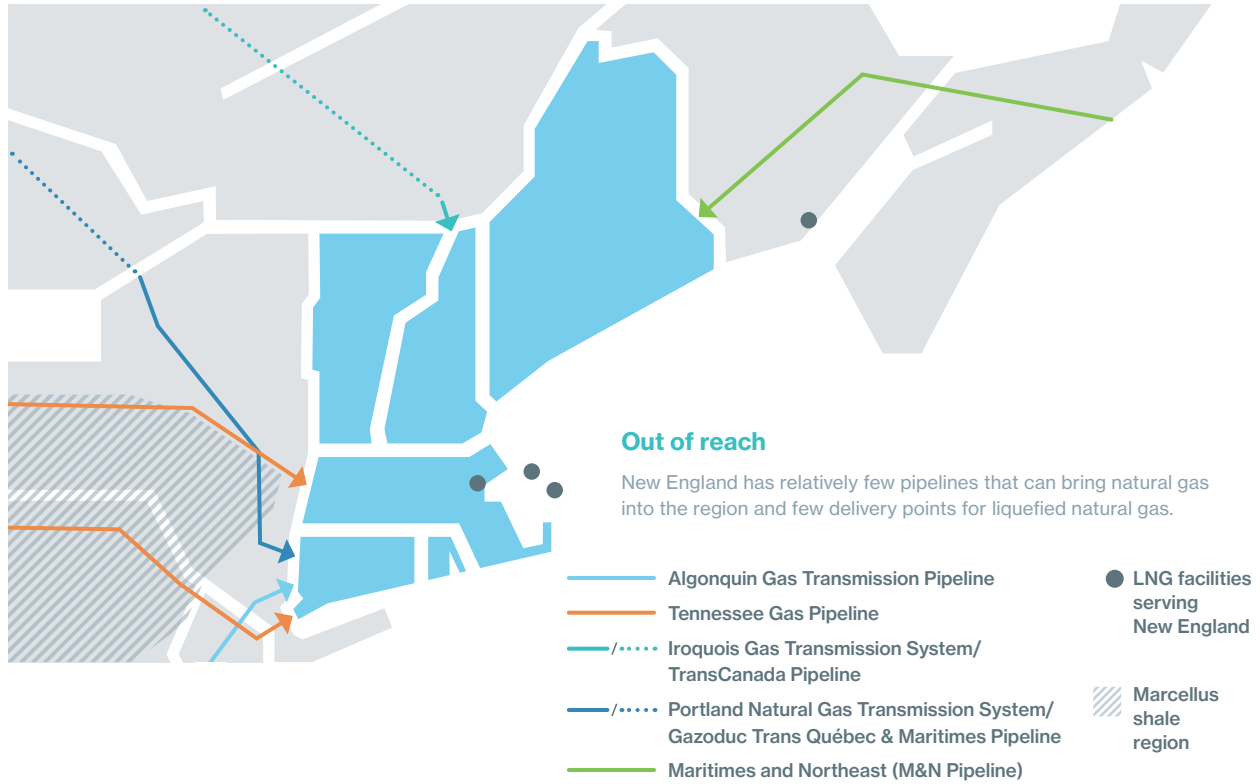 Out of reach
New England has relatively few pipelines that can bring natural gas
into the region and few delivery points for liquefied natural gas.
Algonquin Gas Transmission Pipeline
Tennessee Gas Pipeline
/ Iroquois Gas Transmission System/
TransCanada Pipeline
/ Portland Natural Gas Transmission System/
Gazoduc Trans Québec & Maritimes Pipeline
Maritimes and Northeast (M&N Pipeline)
LNG facilities
serving
New England
Marcellus
shale
region